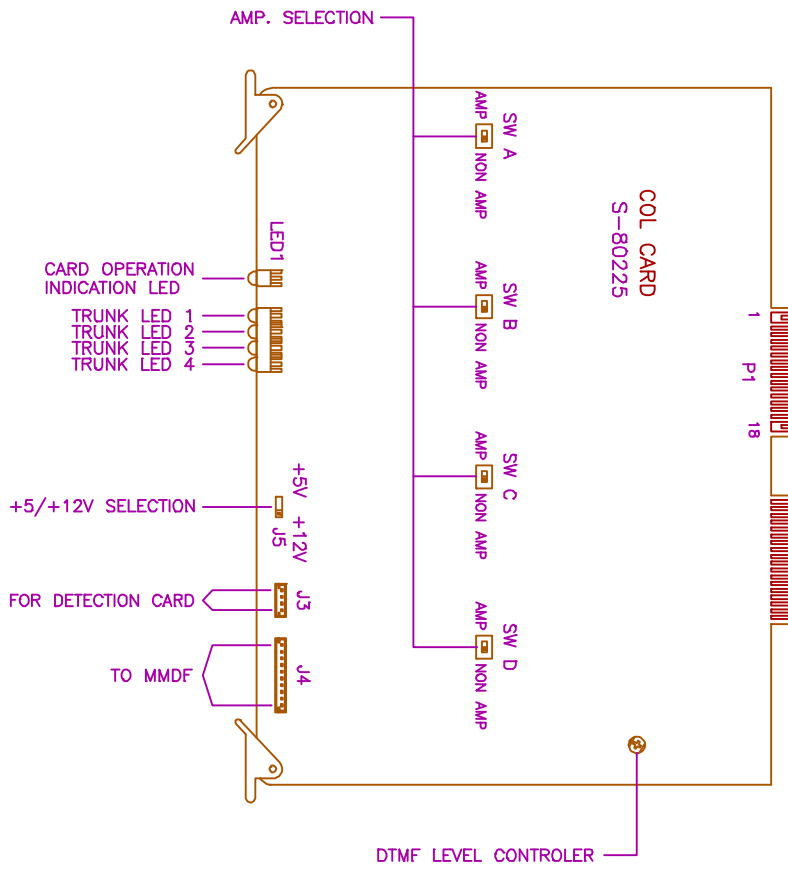 AMP. SELECTION
AMP
SW A
NON AMP
COL CARD
S-80225
LED1
CARD OPERATION
INDICATION LED
TRUNK LED 1
TRUNK LED 2
TRUNK LED 3
TRUNK LED 4
AMP
SW B
NON AMP
1
P1
18
AMP
SW C
NON AMP
+5V
+12V
+5/+12V SELECTION
J5
FOR DETECTION CARD
J3
AMP
SW D
NON AMP
TO MMDF
J4
DTMF LEVEL CONTROLER